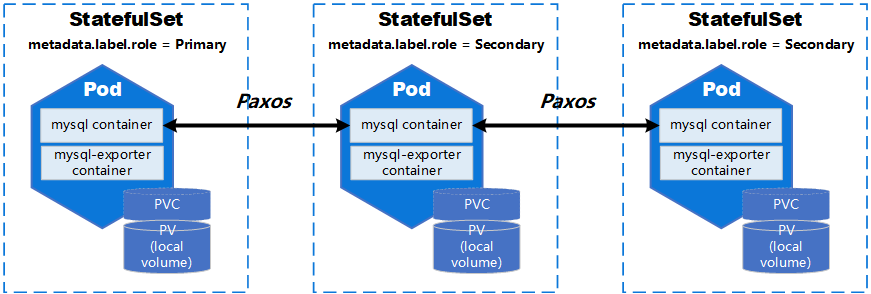 StatefulSet
metadata.label.role = Primary
Pod
mysql container
mysql-exporter
container
PVC
PV
(local
volume)
Paxos
StatefulSet
metadata.label.role = Secondary
Pod
mysql container
mysql-exporter
container
PVC
PV
(local
volume)
Paxos
StatefulSet
metadata.label.role = Secondary
Pod
mysql container
mysql-exporter
container
PVC
PV
(local
volume)